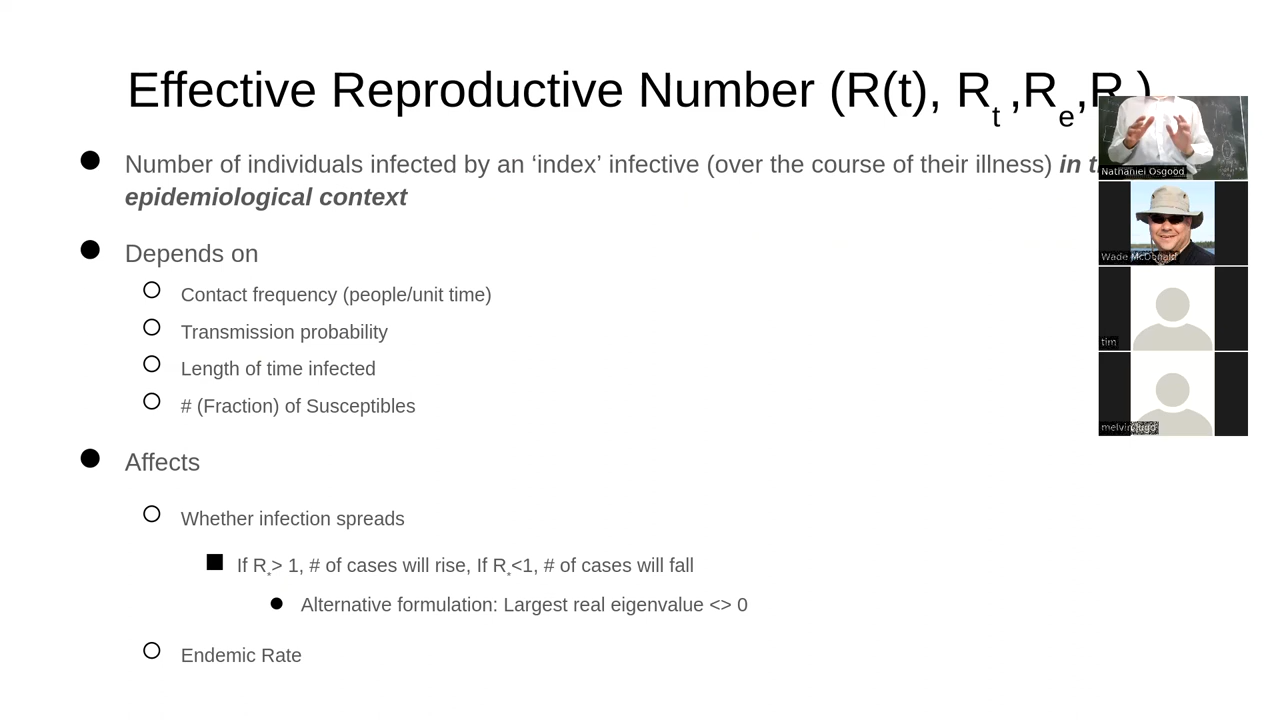 Effective Reproductive Number (R(t), Rt ,Re,R )
Number of individuals infected by an ‘index’ infective (over the course of their illness) in
epidemiological context
Depends on
Contact frequency (people/unit time)
Transmission probability
Length of time infected
# (Fraction) of Susceptibles
Affects
Whether infection spreads
If R*> 1, # of cases will rise, If R*<1, # of cases will fall
Alternative formulation: Largest real eigenvalue <> 0
Endemic Rate
Nathaniel Osgood
Wade McDonald
tim